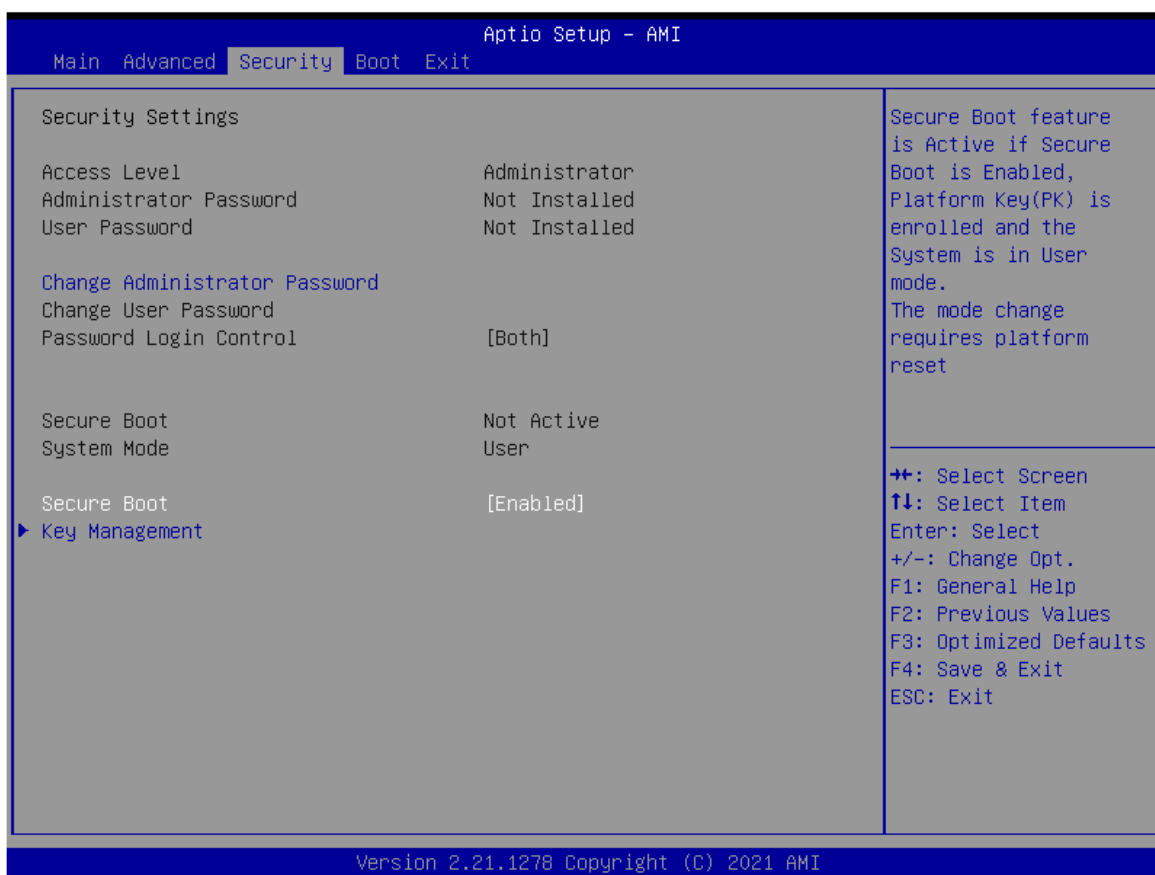 Aptio Setup – AMI
Main Advanced Security Boot Exit
Security Settings
Access Level Administrator
Administrator Password Not Installed
User Password Not Installed
Change Administrator Password
Change User Password
Password Login Control [Both]
Secure Boot Not Active
System Mode User
Secure Boot [Enabled]
Key Management
Secure Boot feature
is Active if Secure
Boot is Enabled,
Platform Key(PK) is
enrolled and the
System is in User
mode.
The mode change
requires platform
reset
→←: Select Screen
↑↓: Select Item
Enter: Select
+/-: Change Opt.
F1: General Help
F2: Previous Values
F3: Optimized Defaults
F4: Save & Exit
ESC: Exit
Version 2.21.1278 Copyright (C) 2021 AMI